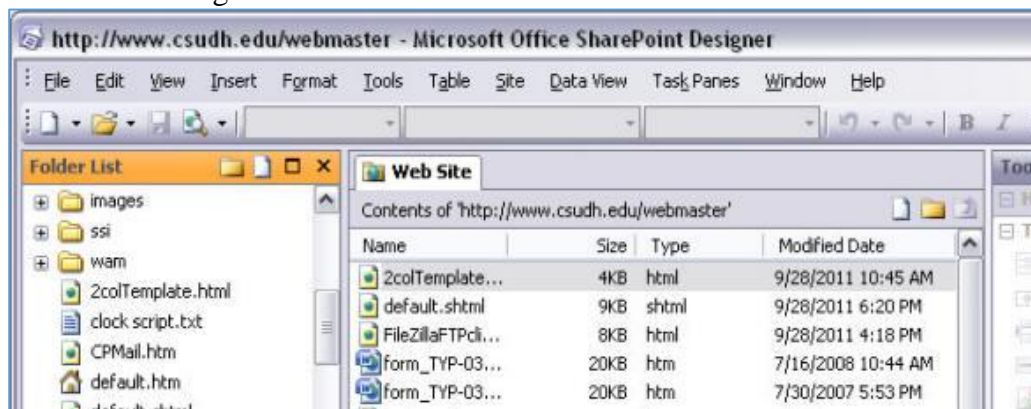 http://www.csudh.edu/webmaster - Microsoft Office SharePoint Designer
File Edit View Insert Format Tools Table Site Data View Task Panes Window Help
B I
Folder List
images
ssi
wam
2colTemplate.html
clock script.txt
CPMail.htm
default.htm
Web Site
Contents of 'http://www.csudh.edu/webmaster'
Name Size Type Modified Date
2colTemplate... 4KB html 9/28/2011 10:45 AM
default.shtml 9KB shtml 9/28/2011 6:20 PM
FileZillaFTPcli... 8KB html 9/28/2011 4:18 PM
form_TYP-03... 20KB htm 7/16/2008 10:44 AM
form_TYP-03... 20KB htm 7/30/2007 5:53 PM
Too